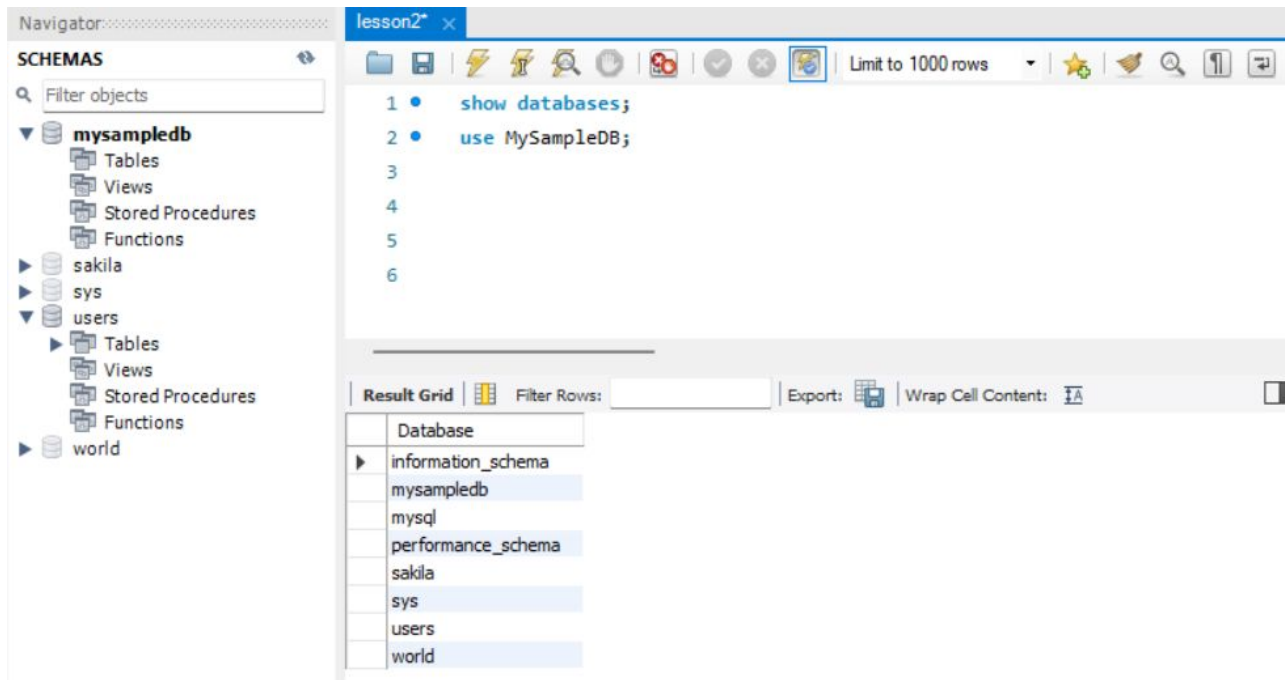 Navigator
SCHEMAS
Filter objects
mysampledb
Tables
Views
Stored Procedures
Functions
sakila
sys
users
Tables
Views
Stored Procedures
Functions
world
lesson2*
Limit to 1000 rows
1 show databases;
2 use MySampleDB;
3
4
5
6
Result Grid Filter Rows: Export: Wrap Cell Content:
Database
information_schema
mysampledb
mysql
performance_schema
sakila
sys
users
world